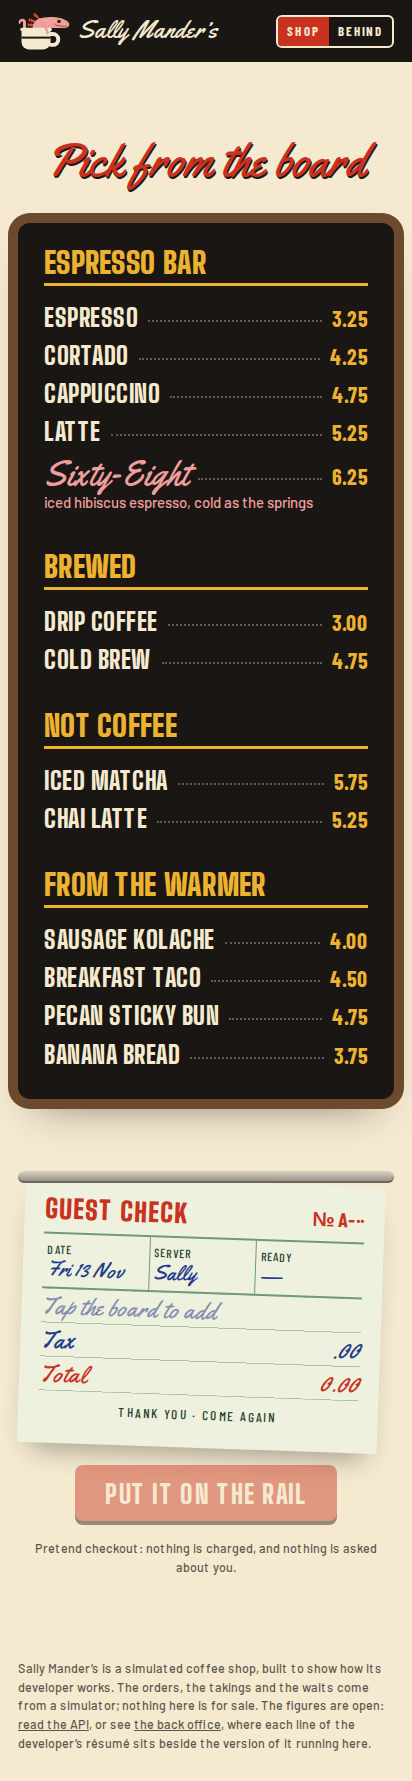 Sally Mander's
SHOP BEHIND
Pick from the board
ESPRESSO BAR
ESPRESSO 3.25
CORTADO 4.25
CAPPUCCINO 4.75
LATTE 5.25
Sixty-Eight 6.25
iced hibiscus espresso, cold as the springs
BREWED
DRIP COFFEE 3.00
COLD BREW 4.75
NOT COFFEE
ICED MATCHA 5.75
CHAI LATTE 5.25
FROM THE WARMER
SAUSAGE KOLACHE 4.00
BREAKFAST TACO 4.50
PECAN STICKY BUN 4.75
BANANA BREAD 3.75
GUEST CHECK № A---
DATE SERVER READY
Fri 13 Nov Sally —
Tap the board to add
Tax .00
Total 0.00
THANK YOU · COME AGAIN
PUT IT ON THE RAIL
Pretend checkout: nothing is charged, and nothing is asked
about you.
Sally Mander's is a simulated coffee shop, built to show how its
developer works. The orders, the takings and the waits come
from a simulator; nothing here is for sale. The figures are open:
read the API, or see the back office, where each line of the
developer's résumé sits beside the version of it running here.